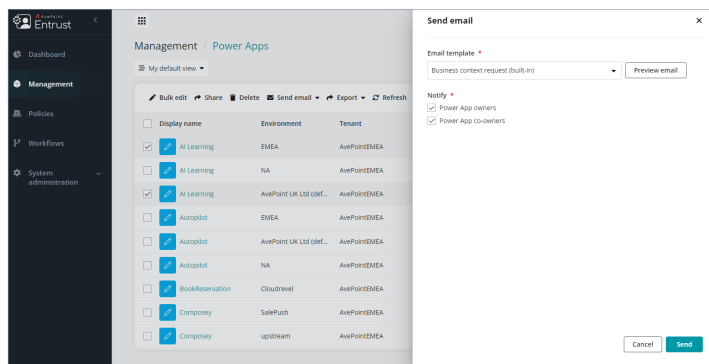 AvePoint
Entrust
Dashboard
Management
Policies
Workflows
System
administration
Management / Power Apps
My default view
Bulk edit Share Delete Send email Export Refresh
Display name Environment Tenant
AI Learning EMEA AvePointEMEA
AI Learning NA AvePointEMEA
AI Learning AvePoint UK Ltd (def... AvePointEMEA
Autopilot EMEA AvePointEMEA
Autopilot AvePoint UK Ltd (def... AvePointEMEA
Autopilot NA AvePointEMEA
BookReservation Cloudrevel AvePointEMEA
Composey SalePush AvePointEMEA
Composey upstream AvePointEMEA
Send email
Email template *
Business context request (built-in) Preview email
Notify *
Power App owners
Power App co-owners
Cancel Send